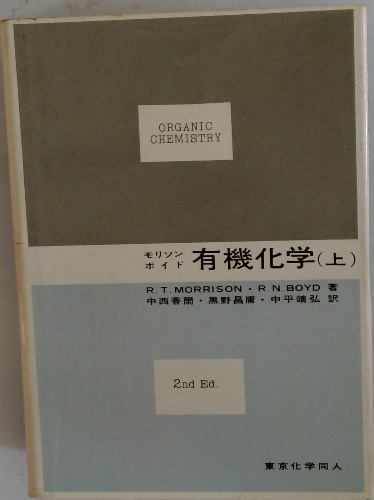 ORGANIC
CHEMISTRY
モリソン
ボイド
有機化学(上)
R.T.MORRISON・R.N.BOYD 著
中西香爾・黒野昌庸・中平靖弘 訳
2nd Ed.
東京化学同人